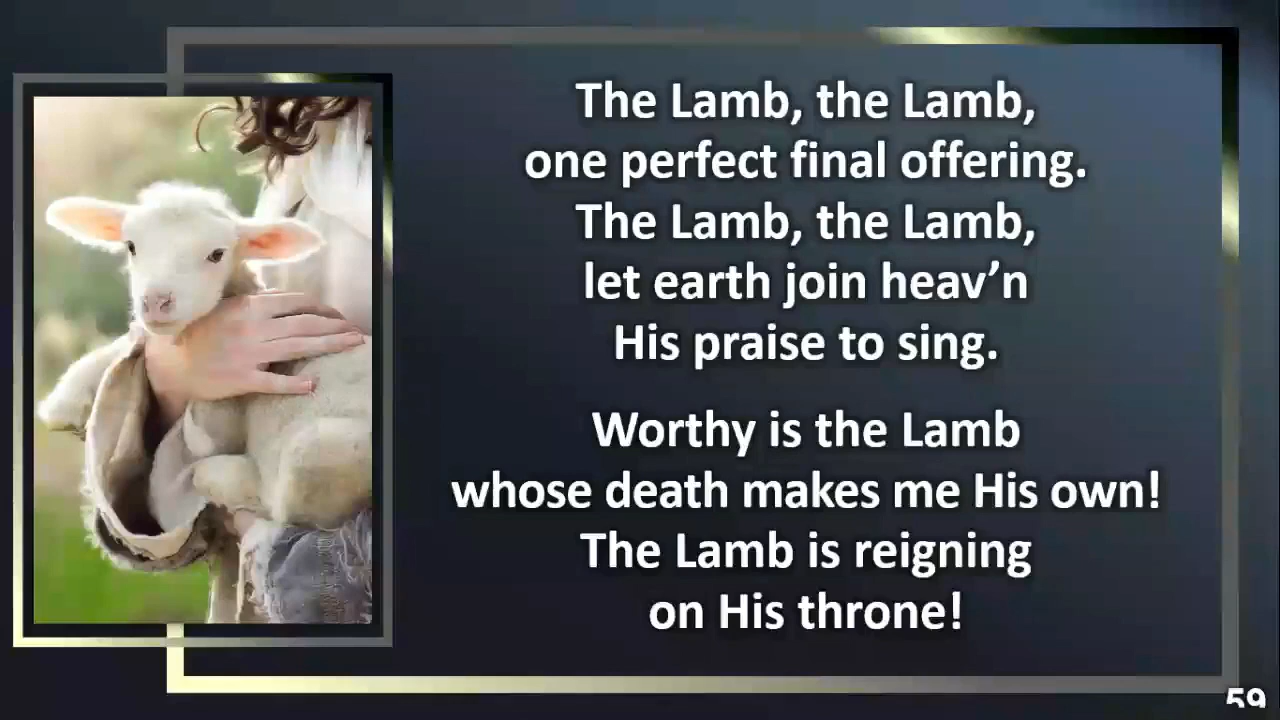 The Lamb, the Lamb,
one perfect final offering.
The Lamb, the Lamb,
let earth join heav’n
His praise to sing.
Worthy is the Lamb
whose death makes me His own!
The Lamb is reigning
on His throne!
59